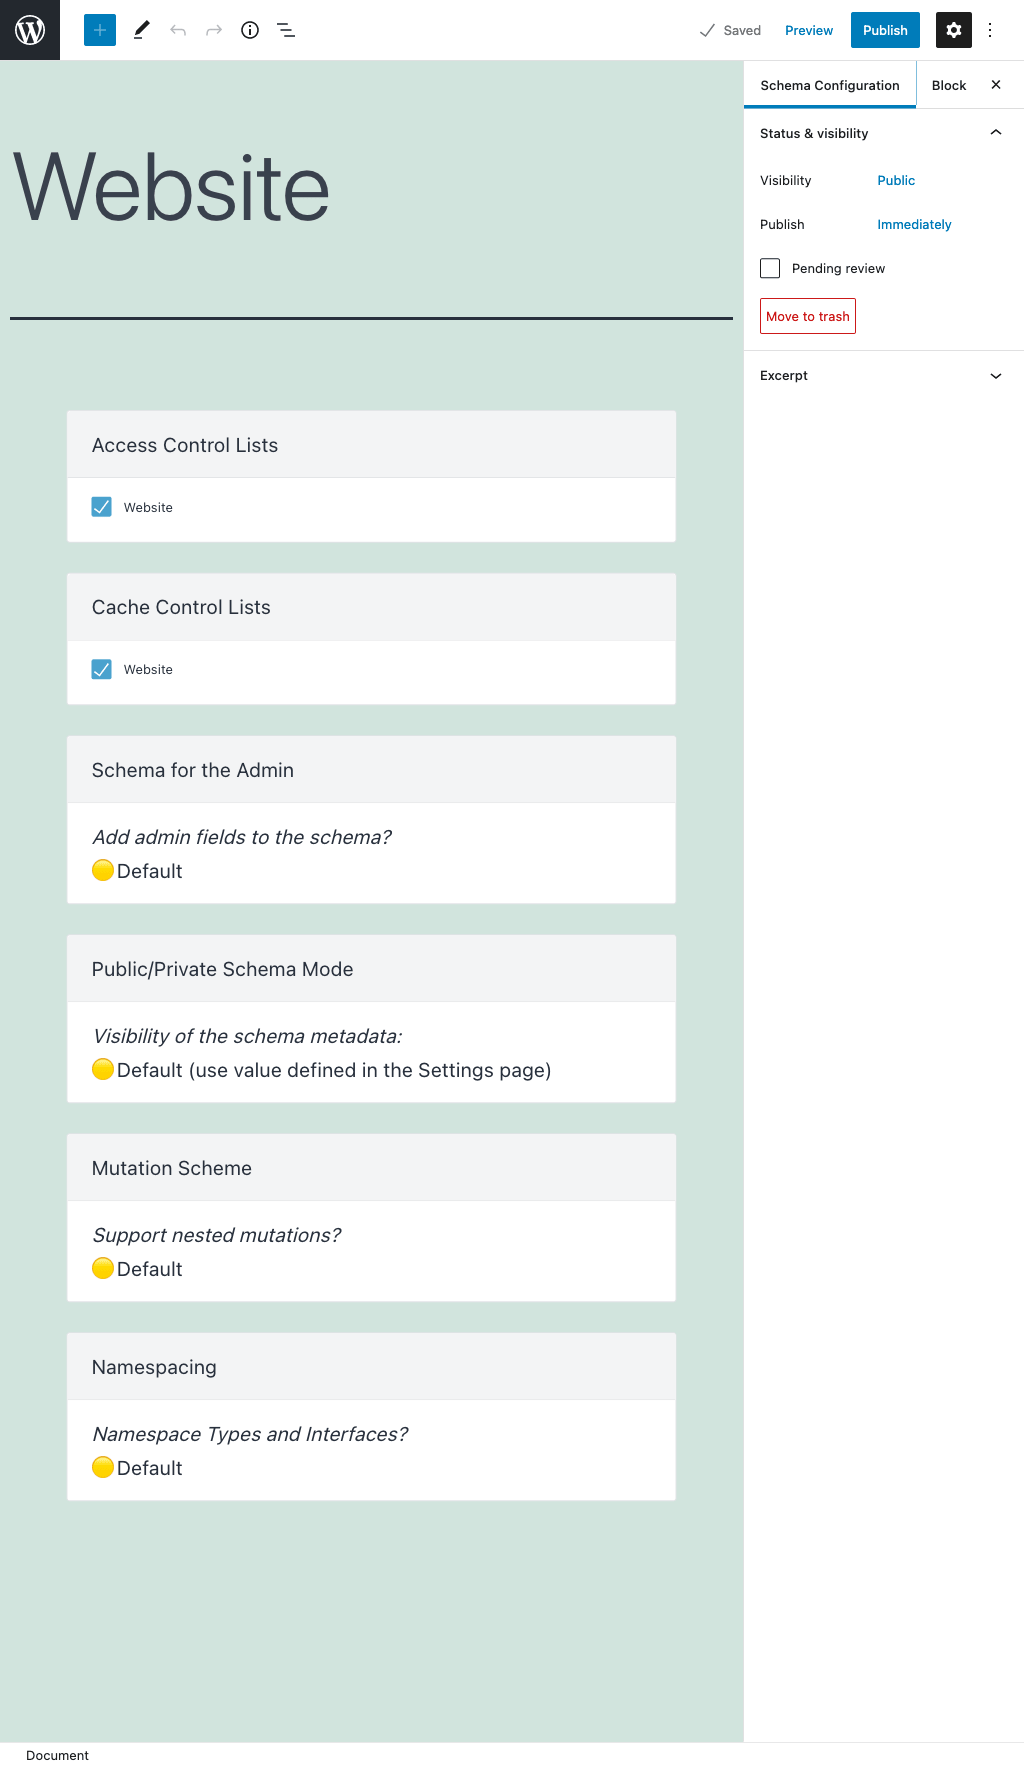 Saved
Preview
Publish
Schema Configuration
Block
Status & visibility
Visibility
Public
Publish
Immediately
Pending review
Move to trash
Excerpt
Website
Access Control Lists
Website
Cache Control Lists
Website
Schema for the Admin
Add admin fields to the schema?
Default
Public/Private Schema Mode
Visibility of the schema metadata:
Default (use value defined in the Settings page)
Mutation Scheme
Support nested mutations?
Default
Namespacing
Namespace Types and Interfaces?
Default
Document